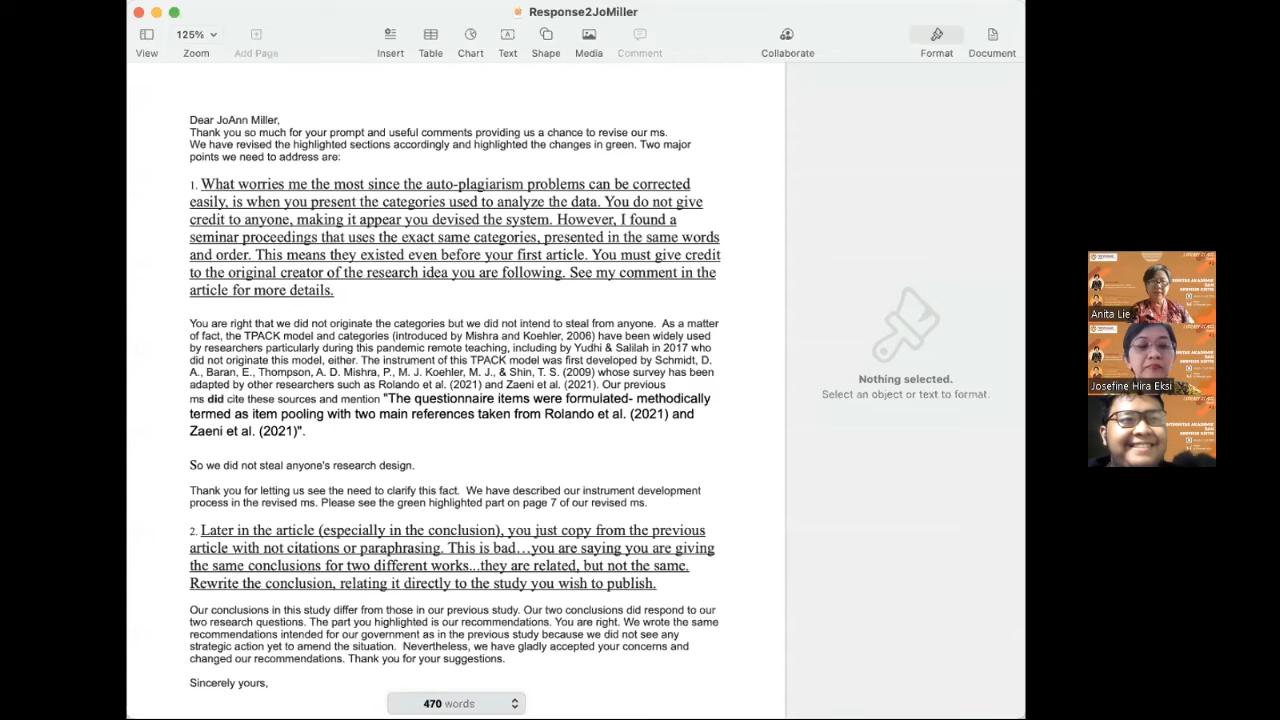 Response2JoMiller
125%
View
Zoom
Add Page
Insert
Table
Chart
Text
Shape
Media
Comment
Collaborate
Format
Document
Dear JoAnn Miller,
Thank you so much for your prompt and useful comments providing us a chance to revise our ms.
We have revised the highlighted sections accordingly and highlighted the changes in green. Two major
points we need to address are:
1. What worries me the most since the auto-plagiarism problems can be corrected
easily, is when you present the categories used to analyze the data. You do not give
credit to anyone, making it appear you devised the system. However, I found a
seminar proceedings that uses the exact same categories, presented in the same words
and order. This means they existed even before your first article. You must give credit
to the original creator of the research idea you are following. See my comment in the
article for more details.
You are right that we did not originate the categories but we did not intend to steal from anyone. As a matter
of fact, the TPACK model and categories (introduced by Mishra and Koehler, 2006) have been widely used
by researchers particularly during this pandemic remote teaching, including by Yudhi & Salilah in 2017 who
did not originate this model, either. The instrument of this TPACK model was first developed by Schmidt, D.
A., Baran, E., Thompson, A. D. Mishra, P., M. J. Koehler, M. J., & Shin, T. S. (2009) whose survey has been
adapted by other researchers such as Rolando et al. (2021) and Zaeni et al. (2021). Our previous
ms did cite these sources and mention "The questionnaire items were formulated- methodically
termed as item pooling with two main references taken from Rolando et al. (2021) and
Zaeni et al. (2021)".
So we did not steal anyone's research design.
Thank you for letting us see the need to clarify this fact. We have described our instrument development
process in the revised ms. Please see the green highlighted part on page 7 of our revised ms.
2. Later in the article (especially in the conclusion), you just copy from the previous
article with not citations or paraphrasing. This is bad…you are saying you are giving
the same conclusions for two different works...they are related, but not the same.
Rewrite the conclusion, relating it directly to the study you wish to publish.
Our conclusions in this study differ from those in our previous study. Our two conclusions did respond to our
two research questions. The part you highlighted is our recommendations. You are right. We wrote the same
recommendations intended for our government as in the previous study because we did not see any
strategic action yet to amend the situation. Nevertheless, we have gladly accepted your concerns and
changed our recommendations. Thank you for your suggestions.
Sincerely yours,
470 words
Nothing selected.
Select an object or text to format.
Anita Lie
Josefine Hira Eksi